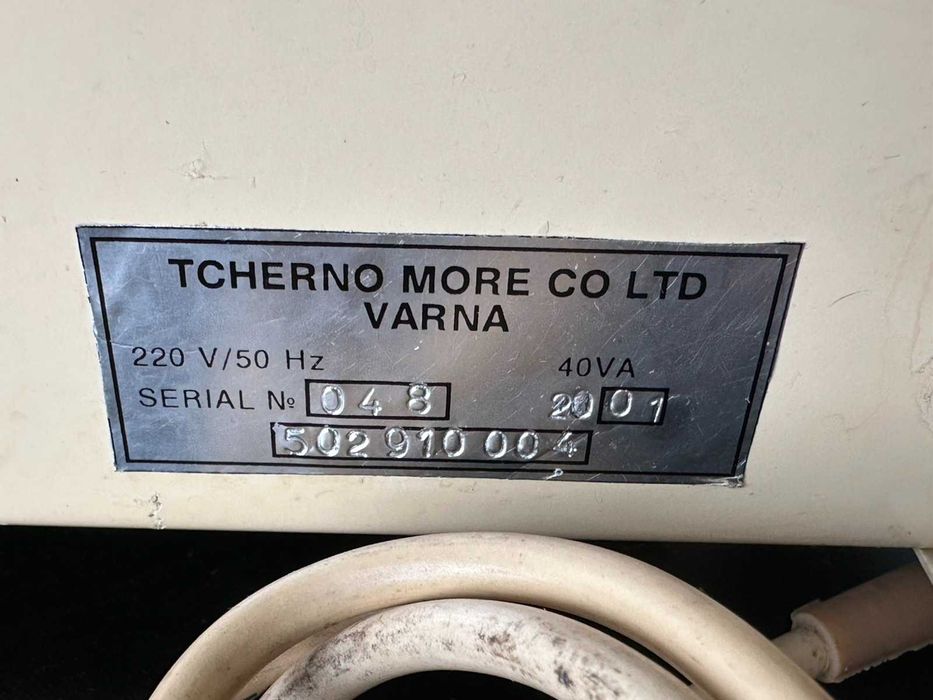 TCHERNO MORE CO LTD
VARNA
220 V/50 Hz 40VA
SERIAL № 048 2001
502 910 004